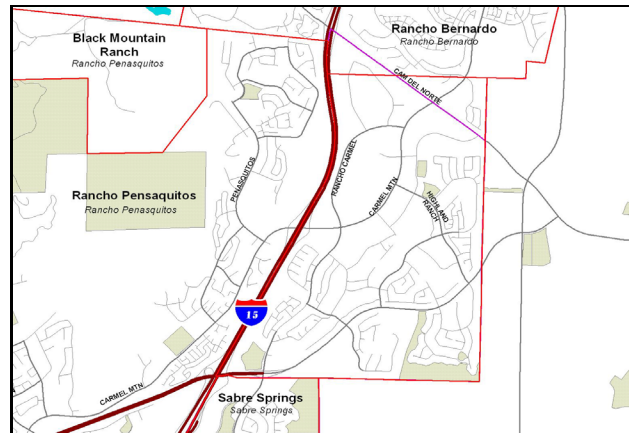 Black Mountain
Ranch
Rancho Penasquitos
Rancho Bernardo
Rancho Bernardo
CAM DEL NORTE
PENASQUITOS
RANCHO CARMEL
CARMEL MTN
HIGHLAND
RANCH
Rancho Pensaquitos
Rancho Penasquitos
15
CARMEL MTN
Sabre Springs
Sabre Springs